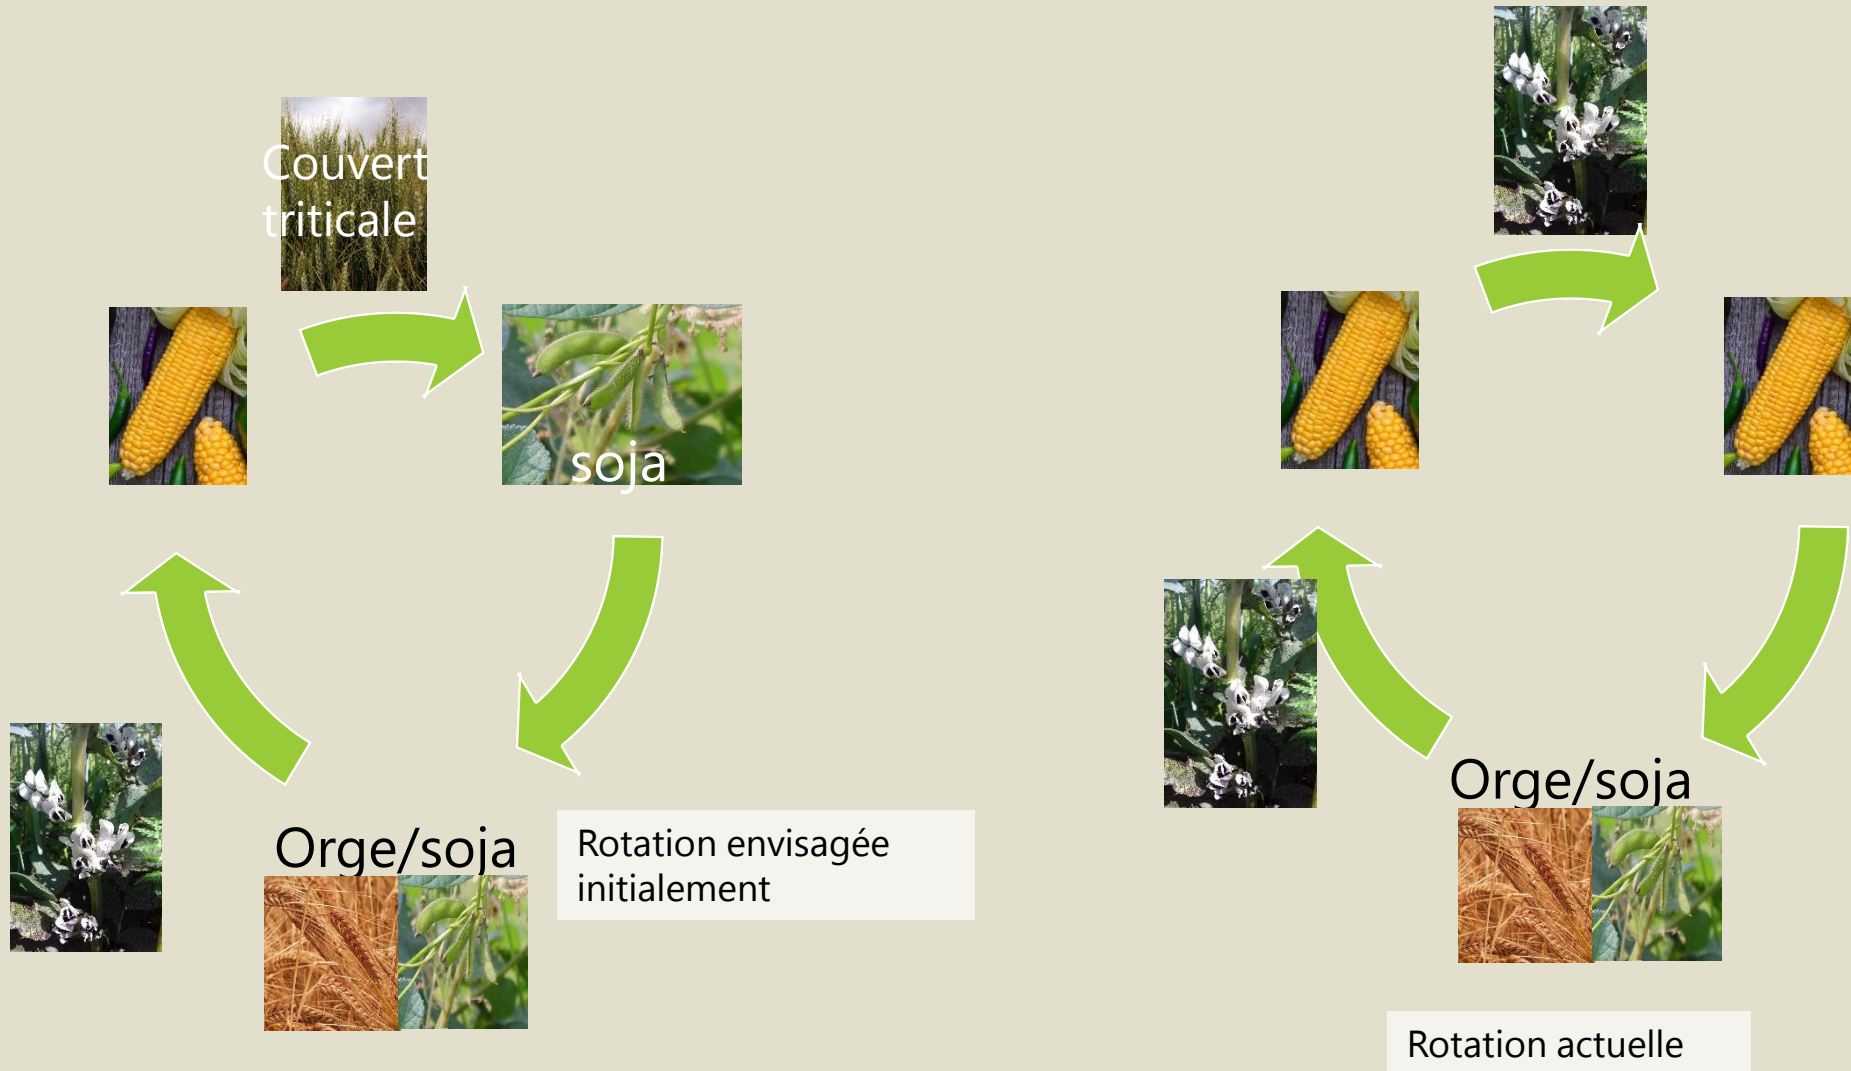 Couvert
triticale
soja
Orge/soja
Rotation envisagée
initialement
Orge/soja
Rotation actuelle